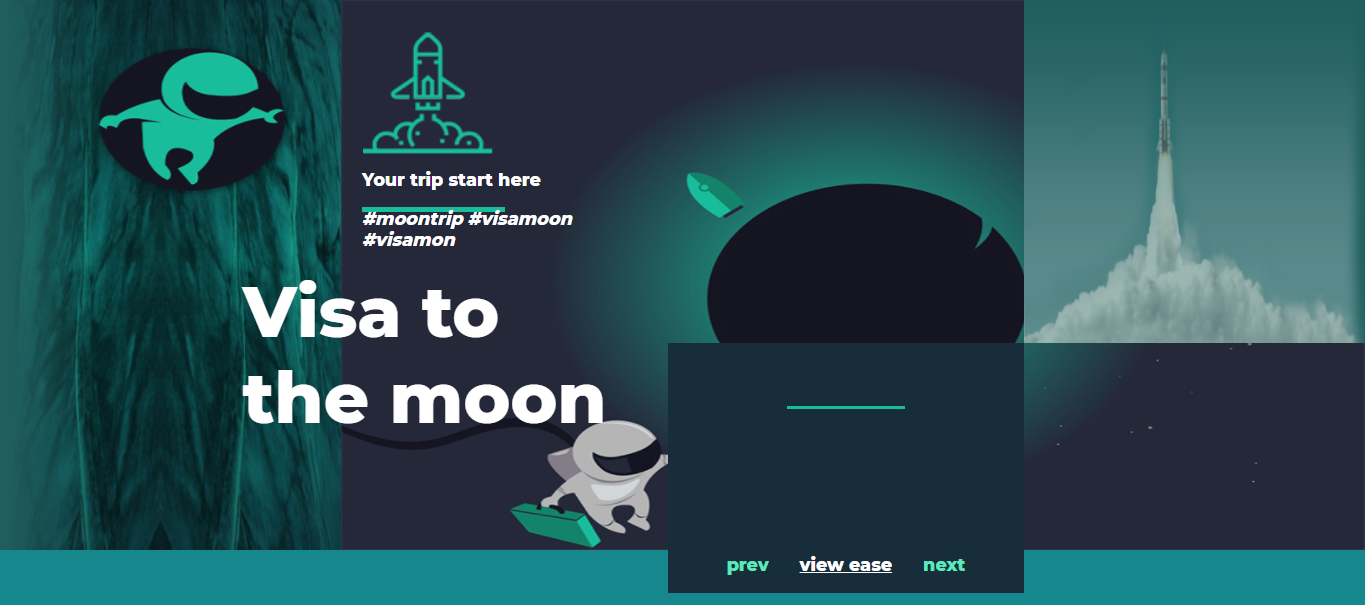 Your trip start here
#moontrip #visamoon
#visamon
Visa to
the moon
prev view ease next